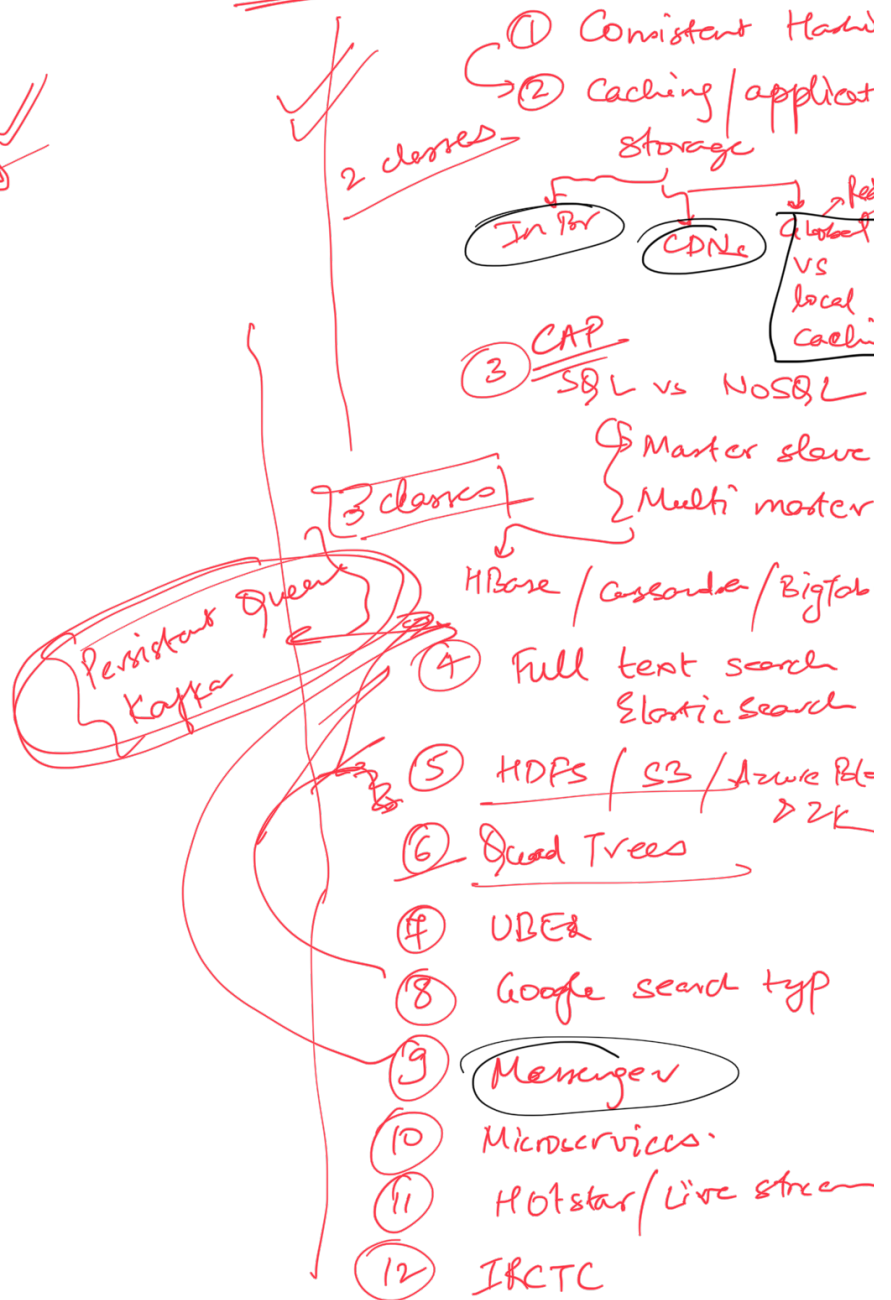 ① Consistent Hashi
② Caching / applicat
storage
2 classes
In Br
CDNs
Global
vs
local
Cachi
③ CAP
SQL vs NoSQL
Master slave
Multi master
3 classes
HBase / Cassandra / BigTab
Persistent Queue
Kafka
④ Full text search
Elastic Search
⑤ HDFS / S3 / Azure Bl
⑥ Quad Trees
⑦ UBER
⑧ Google search typ
⑨ Messenger
⑩ Microservices.
⑪ Hotstar / Live stream
⑫ IRCTC